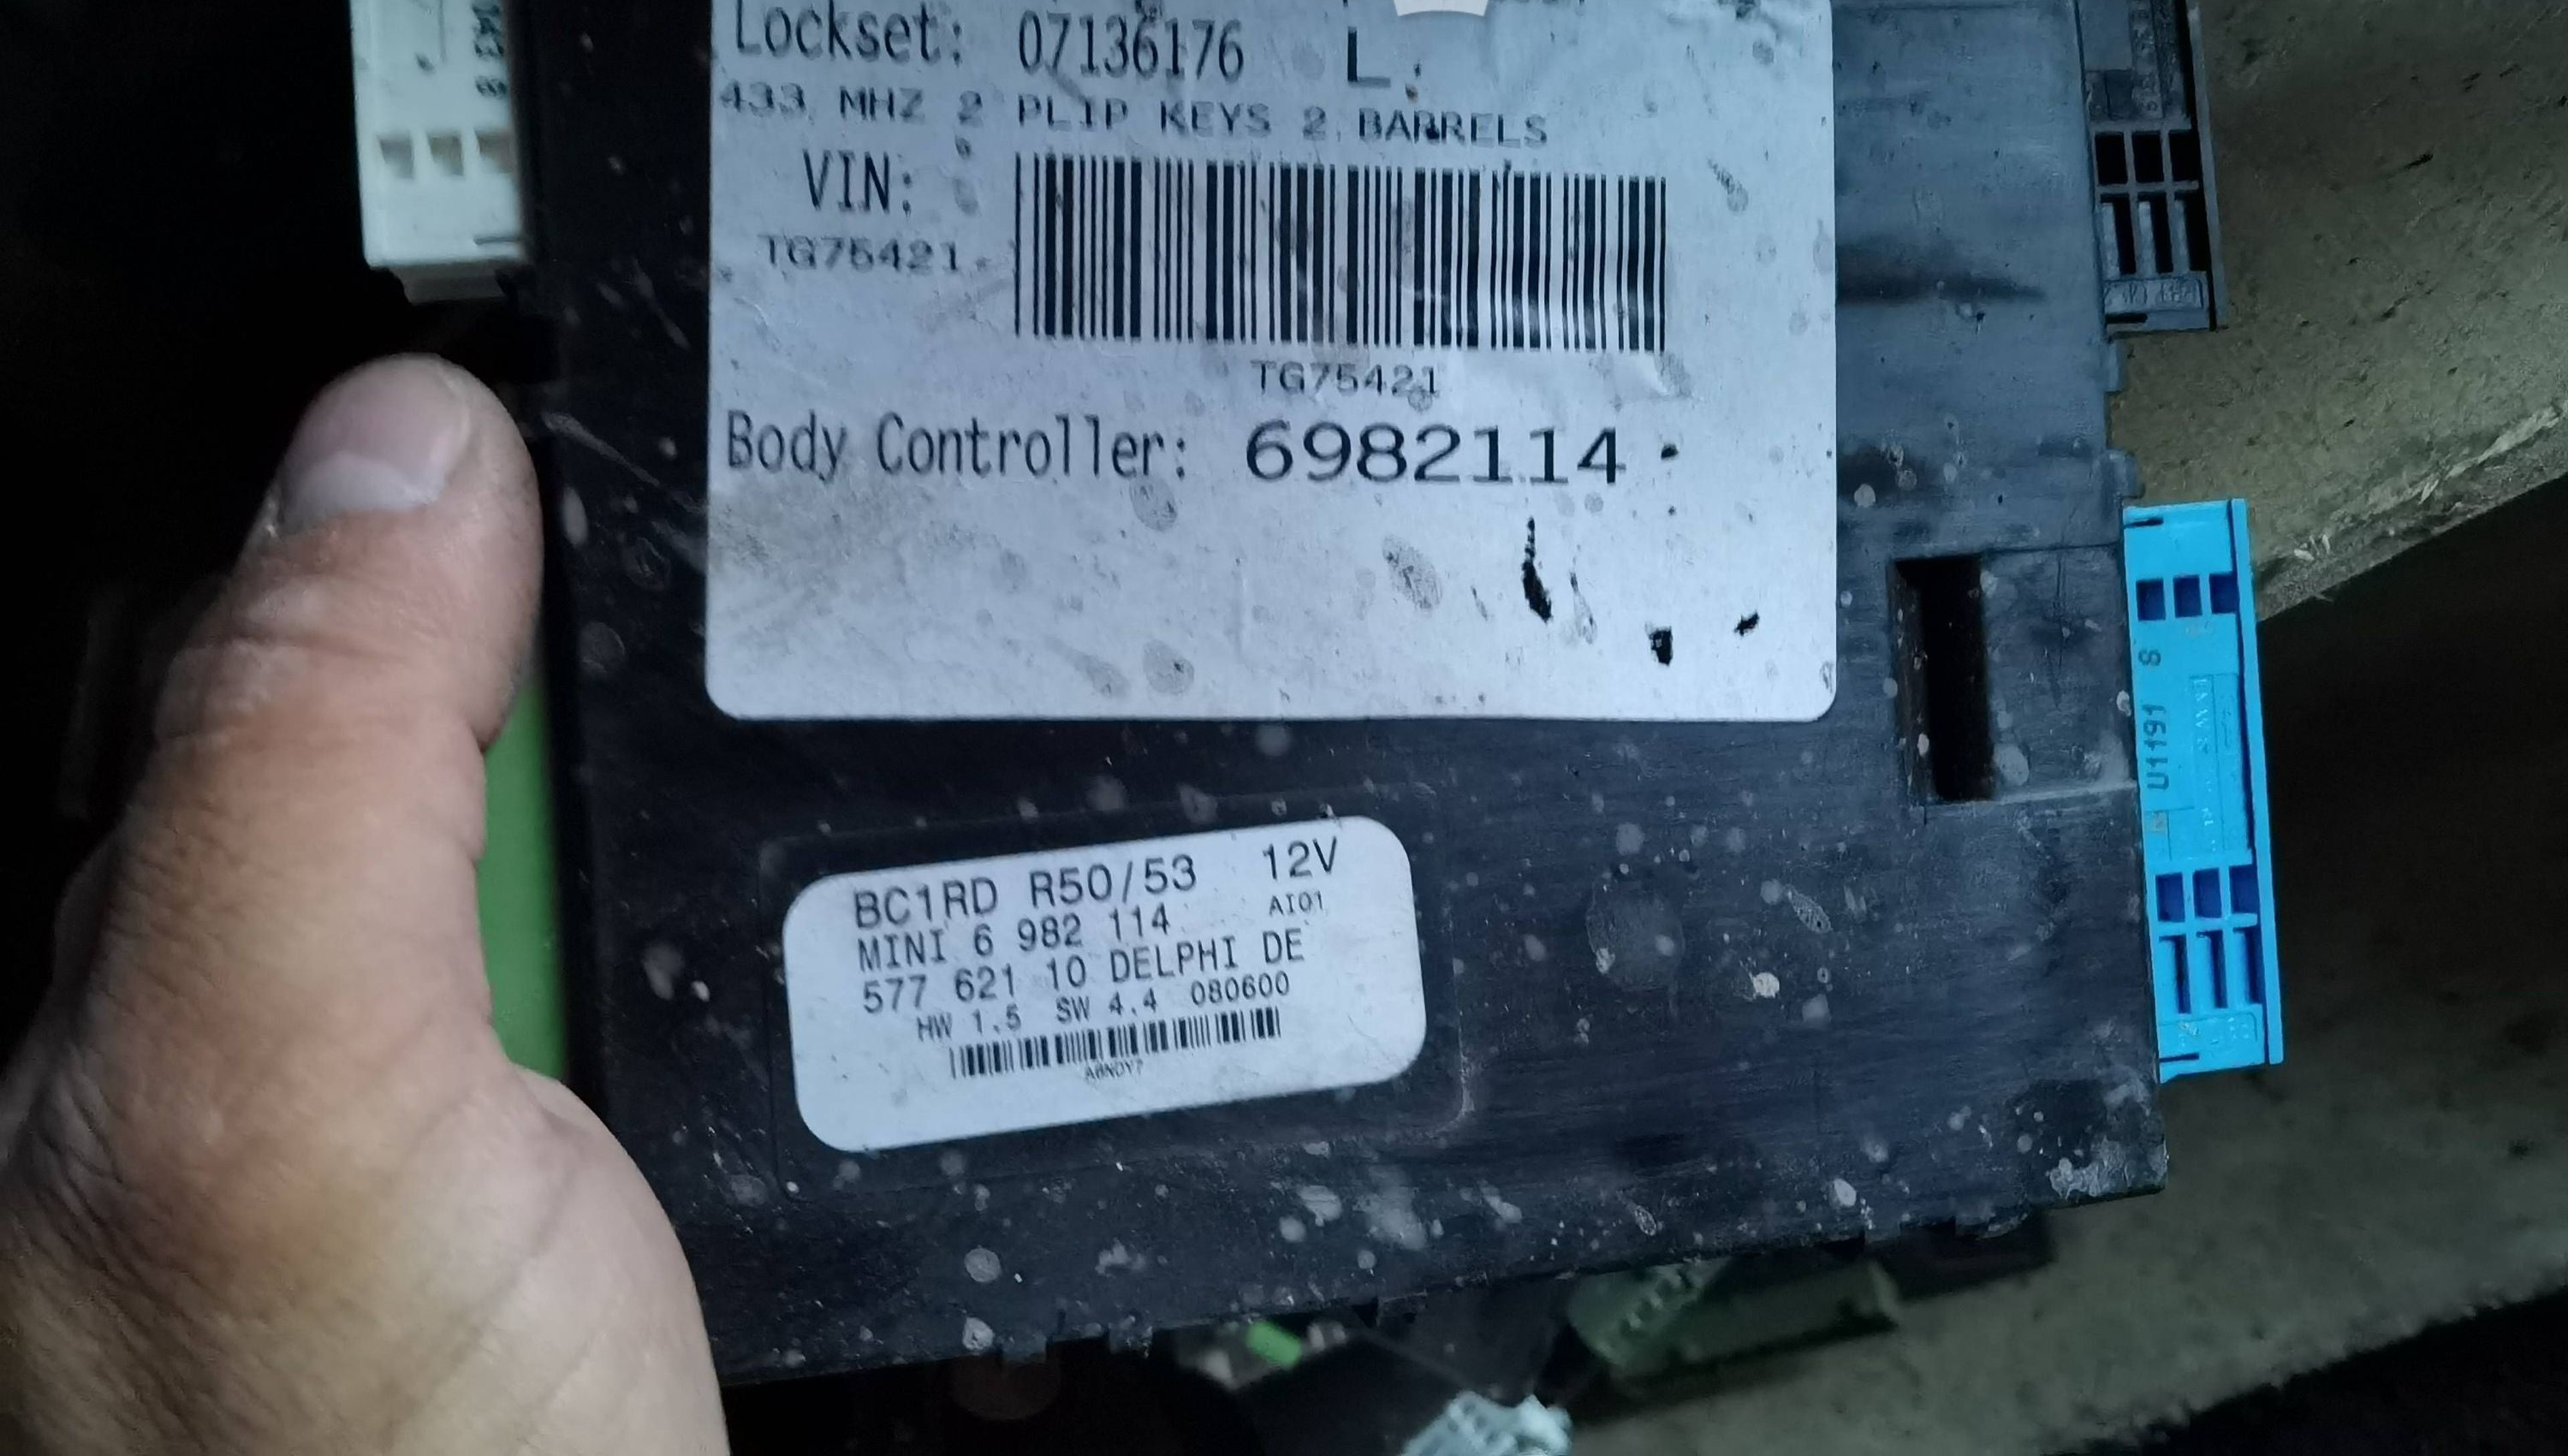 Lockset: 07136176 L:
433 MHZ 2 PLIP KEYS 2 BARRELS
VIN:
TG75421
TG75421
Body Controller: 6982114
U1191 S
BC1RD R50/53 12V
MINI 6 982 114 AI01
577 621 10 DELPHI DE
HW 1.5 SW 4.4 080600